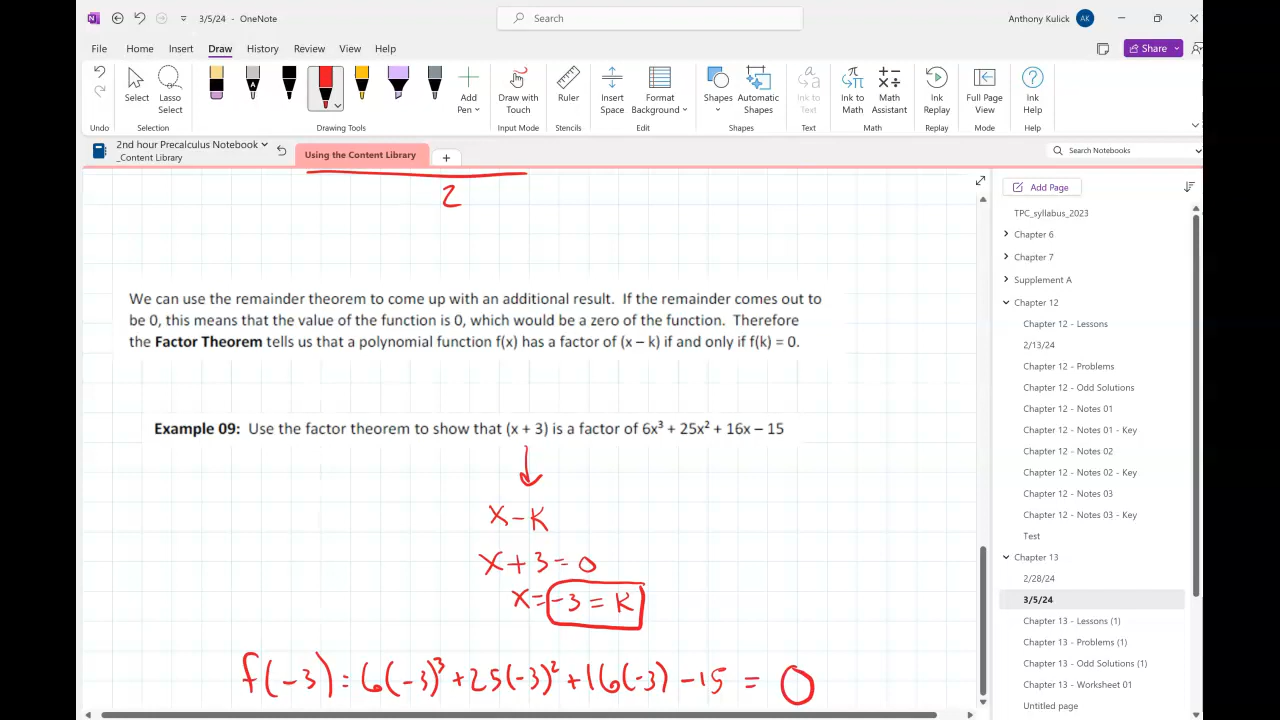 3/5/24 - OneNote
Search
Anthony Kulick
AK
File Home Insert Draw History Review View Help
Share
Select
Lasso Select
Add Pen
Draw with Touch
Ruler
Insert Space
Format Background
Shapes
Automatic Shapes
Ink to Text
Ink to Math
Math Assistant
Ink Replay
Full Page View
Ink Help
Undo Selection Drawing Tools Input Mode Stencils Edit Shapes Text Math Replay Mode Help
2nd hour Precalculus Notebook
_Content Library
Using the Content Library
+
Search Notebooks
2
We can use the remainder theorem to come up with an additional result. If the remainder comes out to
be 0, this means that the value of the function is 0, which would be a zero of the function. Therefore
the Factor Theorem tells us that a polynomial function f(x) has a factor of (x – k) if and only if f(k) = 0.
Example 09: Use the factor theorem to show that (x + 3) is a factor of 6x³ + 25x² + 16x – 15
x - k
x + 3 = 0
x = -3 = k
f(-3) = 6(-3)³ + 25(-3)² + 16(-3) - 15 = 0
Add Page
TPC_syllabus_2023
Chapter 6
Chapter 7
Supplement A
Chapter 12
Chapter 12 - Lessons
2/13/24
Chapter 12 - Problems
Chapter 12 - Odd Solutions
Chapter 12 - Notes 01
Chapter 12 - Notes 01 - Key
Chapter 12 - Notes 02
Chapter 12 - Notes 02 - Key
Chapter 12 - Notes 03
Chapter 12 - Notes 03 - Key
Test
Chapter 13
2/28/24
3/5/24
Chapter 13 - Lessons (1)
Chapter 13 - Problems (1)
Chapter 13 - Odd Solutions (1)
Chapter 13 - Worksheet 01
Untitled page